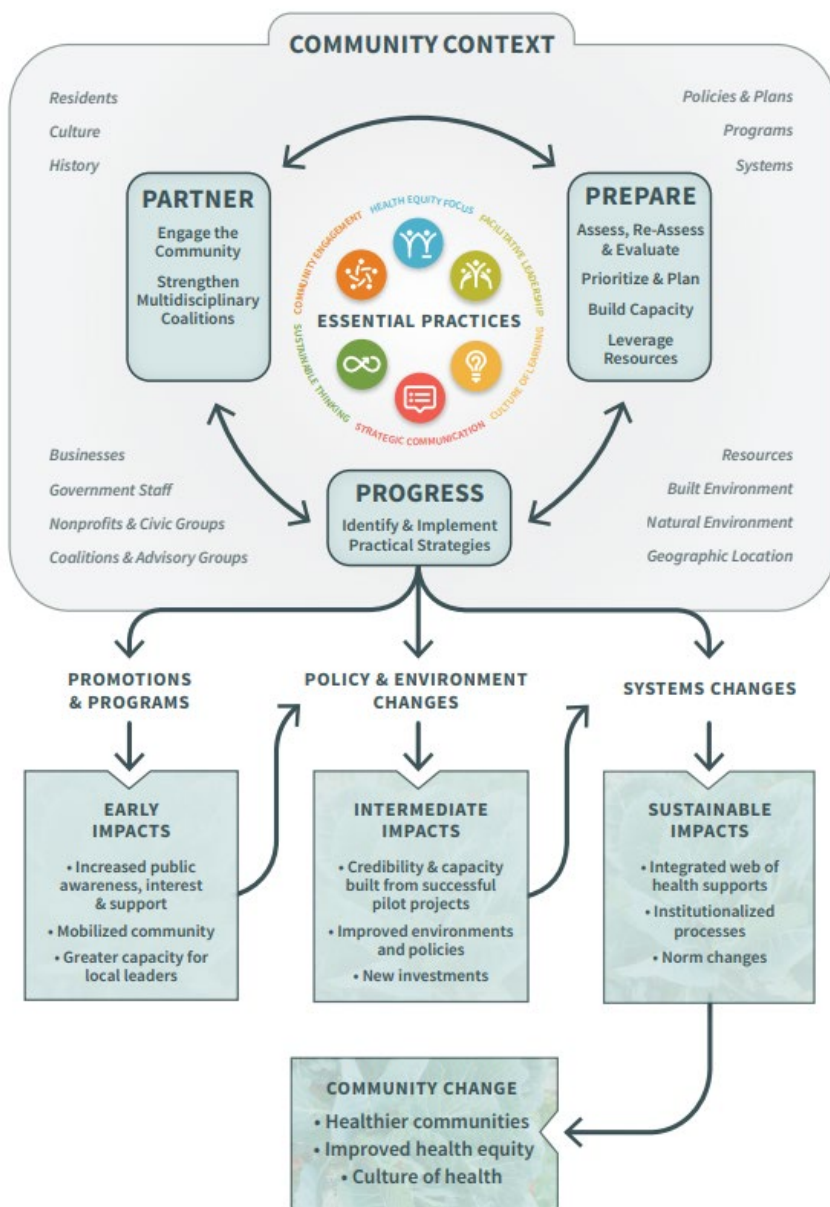 COMMUNITY CONTEXT
Residents
Culture
History
Policies & Plans
Programs
Systems
PARTNER
Engage the
Community
Strengthen
Multidisciplinary
Coalitions
HEALTH EQUITY FOCUS
FACILITATIVE LEADERSHIP
CULTURE OF LEARNING
STRATEGIC COMMUNICATION
SUSTAINABLE THINKING
COMMUNITY ENGAGEMENT
ESSENTIAL PRACTICES
PREPARE
Assess, Re-Assess
& Evaluate
Prioritize & Plan
Build Capacity
Leverage
Resources
Businesses
Government Staff
Nonprofits & Civic Groups
Coalitions & Advisory Groups
PROGRESS
Identify & Implement
Practical Strategies
Resources
Built Environment
Natural Environment
Geographic Location
PROMOTIONS
& PROGRAMS
POLICY & ENVIRONMENT
CHANGES
SYSTEMS CHANGES
EARLY
IMPACTS
• Increased public
awareness, interest
& support
• Mobilized community
• Greater capacity for
local leaders
INTERMEDIATE
IMPACTS
• Credibility & capacity
built from successful
pilot projects
• Improved environments
and policies
• New investments
SUSTAINABLE
IMPACTS
• Integrated web of
health supports
• Institutionalized
processes
• Norm changes
COMMUNITY CHANGE
• Healthier communities
• Improved health equity
• Culture of health